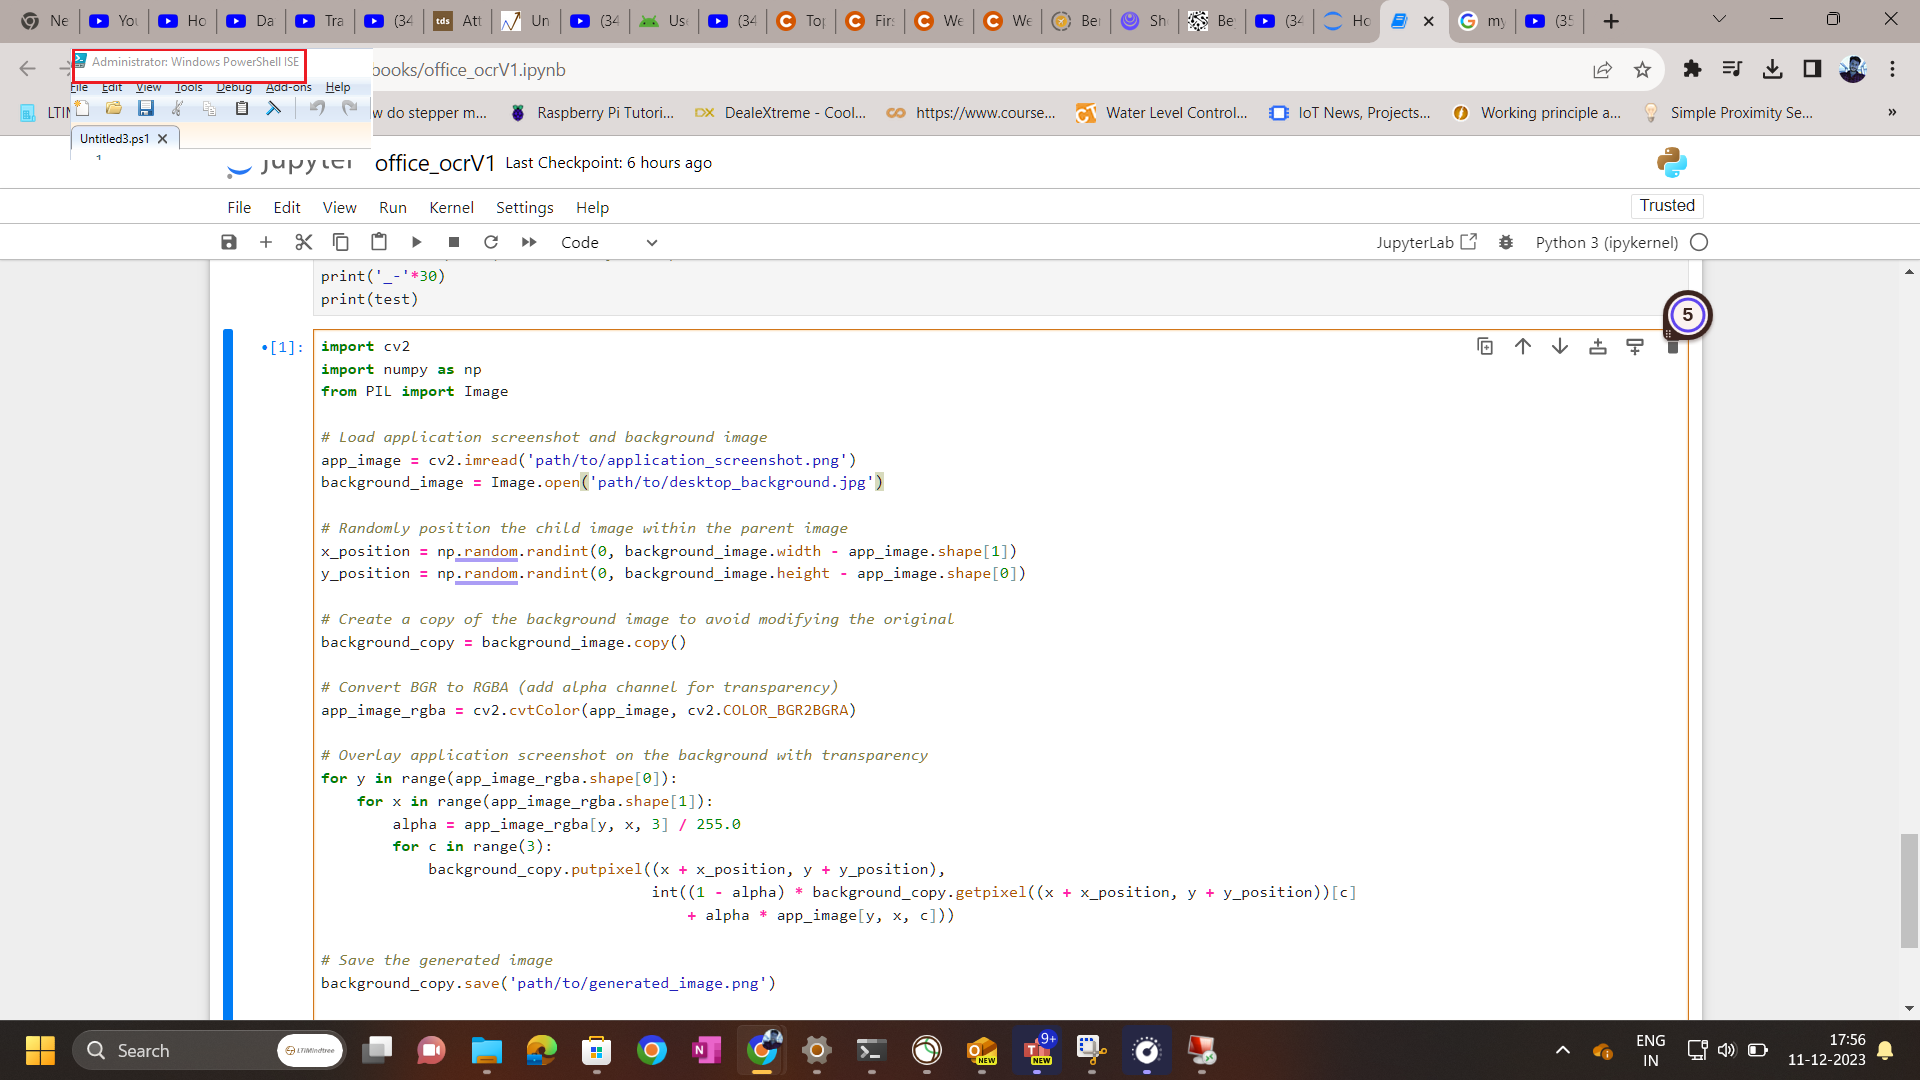 Ne
You
Ho
Da
Tra
(34
Att
Un
(34
Us
(34
To
Firs
We
We
Ber
Sh
Be
(34
Ho
my
(35
Administrator: Windows PowerShell ISE
books/office_ocrV1.ipynb
File Edit View Tools Debug Add-ons Help
LTIM
w do stepper m...
Raspberry Pi Tutori...
DealeXtreme - Cool...
https://www.course...
Water Level Control...
IoT News, Projects...
Working principle a...
Simple Proximity Se...
»
Untitled3.ps1
1
jupyter office_ocrV1 Last Checkpoint: 6 hours ago
File Edit View Run Kernel Settings Help
Trusted
Code
JupyterLab
Python 3 (ipykernel)
print('_-'*30)
print(test)
5
•[1]:
import cv2
import numpy as np
from PIL import Image
# Load application screenshot and background image
app_image = cv2.imread('path/to/application_screenshot.png')
background_image = Image.open('path/to/desktop_background.jpg')
# Randomly position the child image within the parent image
x_position = np.random.randint(0, background_image.width - app_image.shape[1])
y_position = np.random.randint(0, background_image.height - app_image.shape[0])
# Create a copy of the background image to avoid modifying the original
background_copy = background_image.copy()
# Convert BGR to RGBA (add alpha channel for transparency)
app_image_rgba = cv2.cvtColor(app_image, cv2.COLOR_BGR2BGRA)
# Overlay application screenshot on the background with transparency
for y in range(app_image_rgba.shape[0]):
for x in range(app_image_rgba.shape[1]):
alpha = app_image_rgba[y, x, 3] / 255.0
for c in range(3):
background_copy.putpixel((x + x_position, y + y_position),
int((1 - alpha) * background_copy.getpixel((x + x_position, y + y_position))[c]
+ alpha * app_image[y, x, c]))
# Save the generated image
background_copy.save('path/to/generated_image.png')
Search
LTIMindtree
NEW
9+
NEW
ENG
IN
17:56
11-12-2023